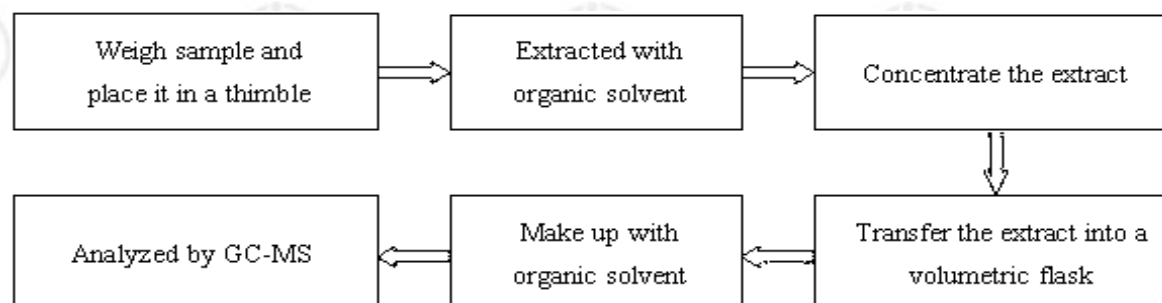 Weigh sample and
place it in a thimble
Extracted with
organic solvent
Concentrate the extract
Transfer the extract into a
volumetric flask
Make up with
organic solvent
Analyzed by GC-MS